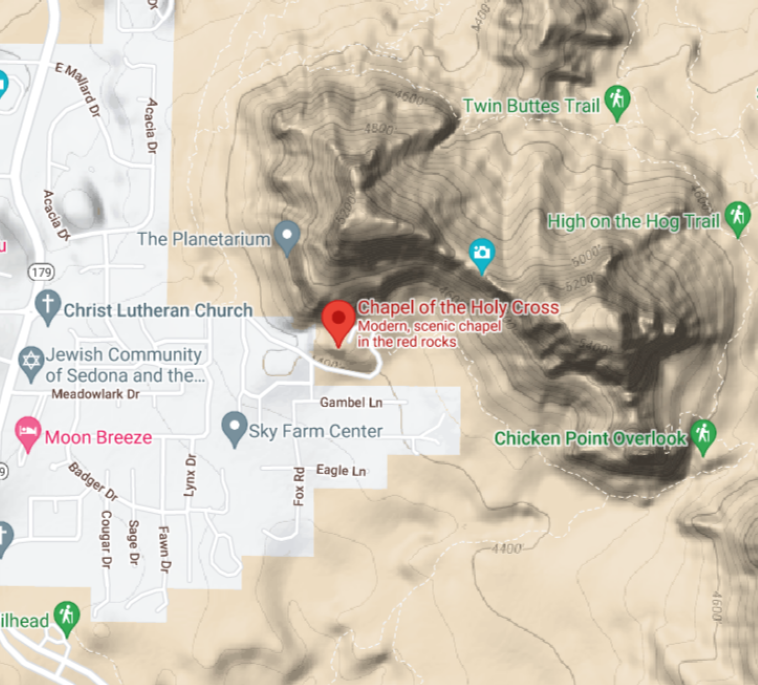 Dr
4400'
E Mallard Dr
Acacia Dr
4600'
Twin Buttes Trail
4800'
Acacia Dr
High on the Hog Trail
The Planetarium
5000'
5200'
179
Christ Lutheran Church
Chapel of the Holy Cross
Modern, scenic chapel
in the red rocks
Jewish Community
of Sedona and the...
Meadowlark Dr
Gambel Ln
Moon Breeze
Sky Farm Center
Chicken Point Overlook
Badger Dr
Lynx Dr
Fox Rd
Eagle Ln
Cougar Dr
Sage Dr
Fawn Dr
4400'
4600'
ilhead